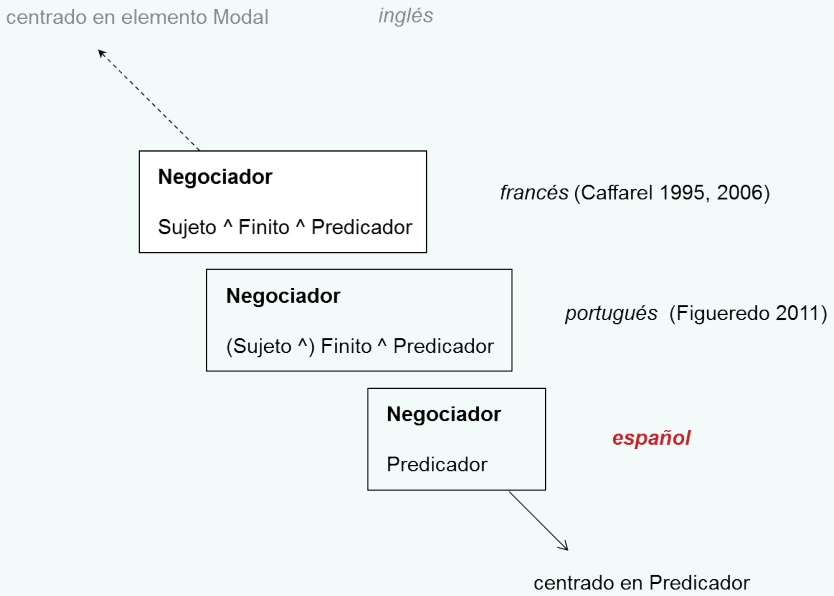 centrado en elemento Modal
inglés
Negociador
Sujeto ^ Finito ^ Predicador
francés (Caffarel 1995, 2006)
Negociador
(Sujeto ^) Finito ^ Predicador
portugués (Figueredo 2011)
Negociador
Predicador
español
centrado en Predicador